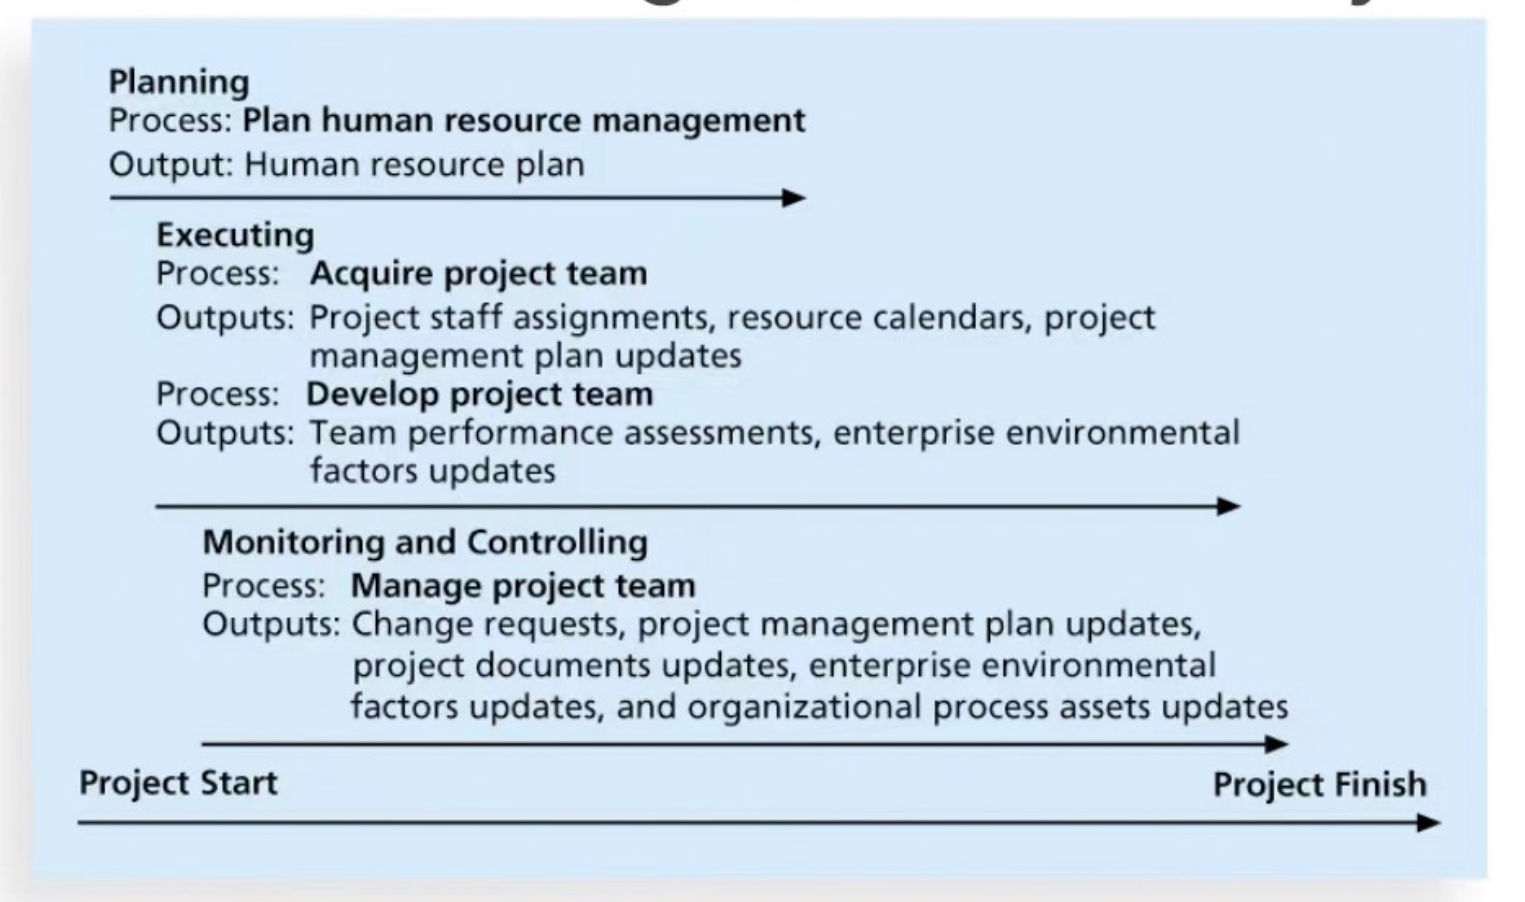 Planning
Process: Plan human resource management
Output: Human resource plan
Executing
Process: Acquire project team
Outputs: Project staff assignments, resource calendars, project
management plan updates
Process: Develop project team
Outputs: Team performance assessments, enterprise environmental
factors updates
Monitoring and Controlling
Process: Manage project team
Outputs: Change requests, project management plan updates,
project documents updates, enterprise environmental
factors updates, and organizational process assets updates
Project Start Project Finish